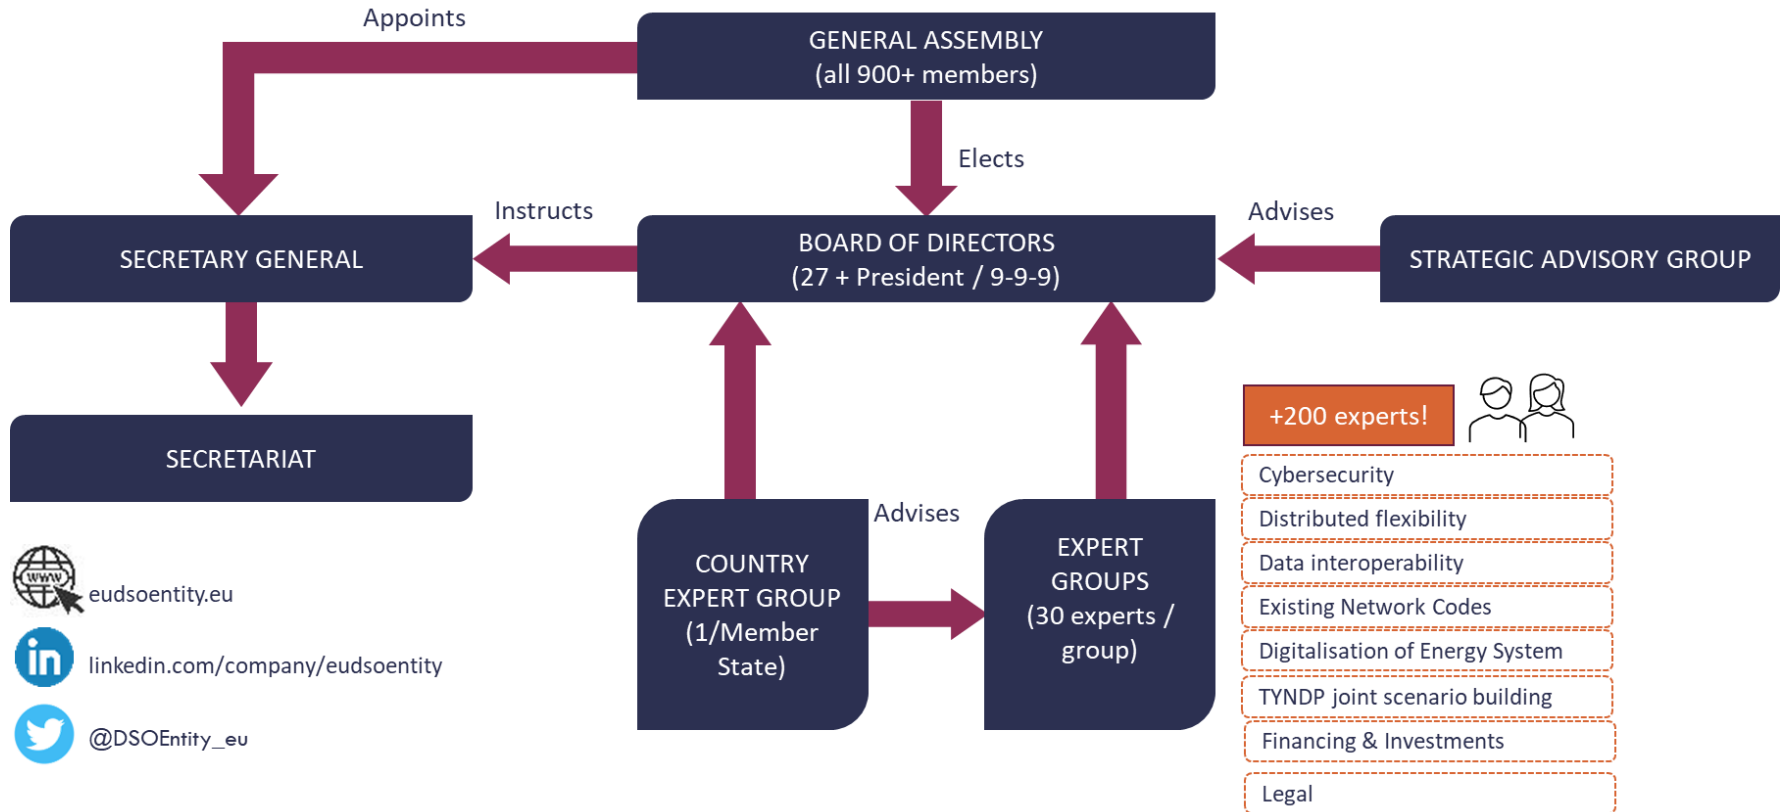 Appoints
GENERAL ASSEMBLY
(all 900+ members)
Elects
Instructs
Advises
SECRETARY GENERAL
BOARD OF DIRECTORS
(27 + President / 9-9-9)
STRATEGIC ADVISORY GROUP
SECRETARIAT
Advises
COUNTRY
EXPERT GROUP
(1/Member
State)
EXPERT
GROUPS
(30 experts /
group)
+200 experts!
Cybersecurity
Distributed flexibility
Data interoperability
Existing Network Codes
Digitalisation of Energy System
TYNDP joint scenario building
Financing & Investments
Legal
www
eudsoentity.eu
in
linkedin.com/company/eudsoentity
@DSOEntity_eu